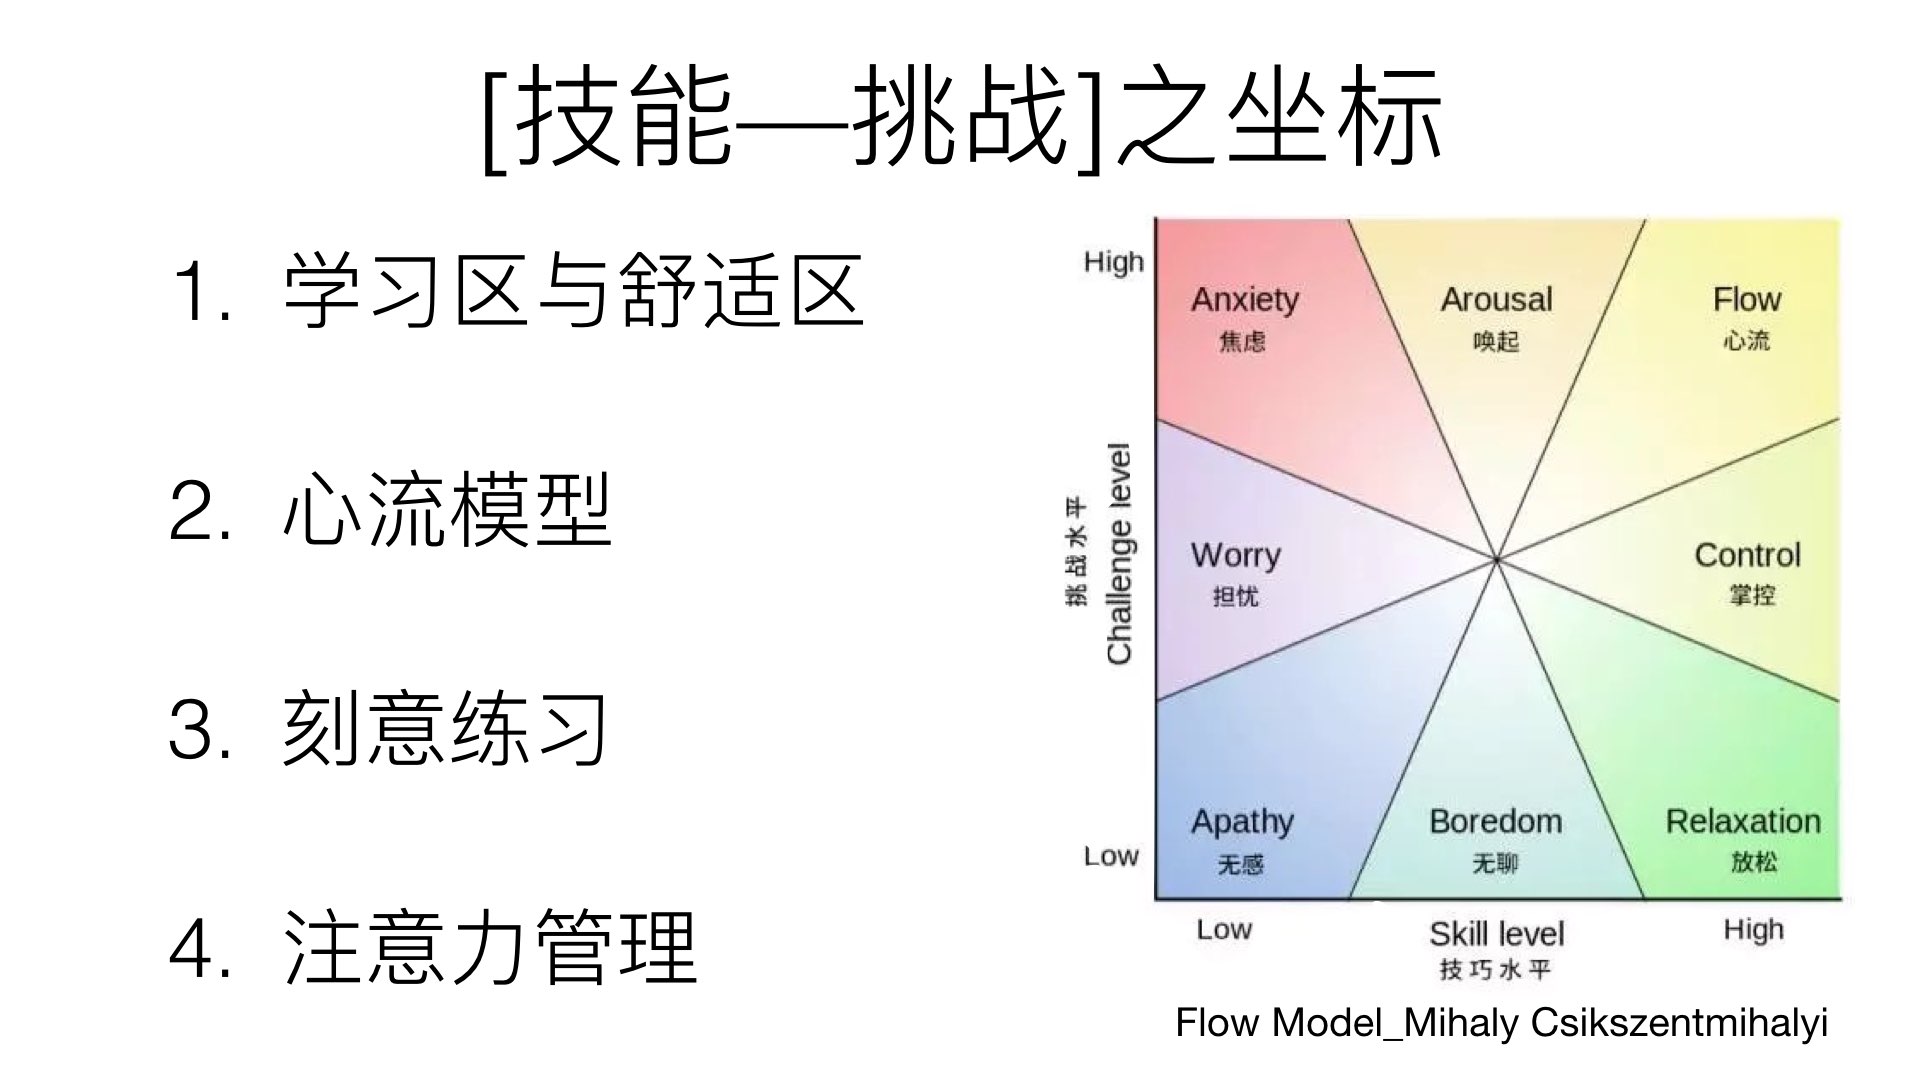 [技能—挑战]之坐标
1. 学习区与舒适区
2. 心流模型
3. 刻意练习
4. 注意力管理
High
Anxiety
焦虑
Arousal
唤起
Flow
心流
挑战水平
Challenge level
Worry
担忧
Control
掌控
Low
Apathy
无感
Boredom
无聊
Relaxation
放松
Low
Skill level
技巧水平
High
Flow Model_Mihaly Csikszentmihalyi